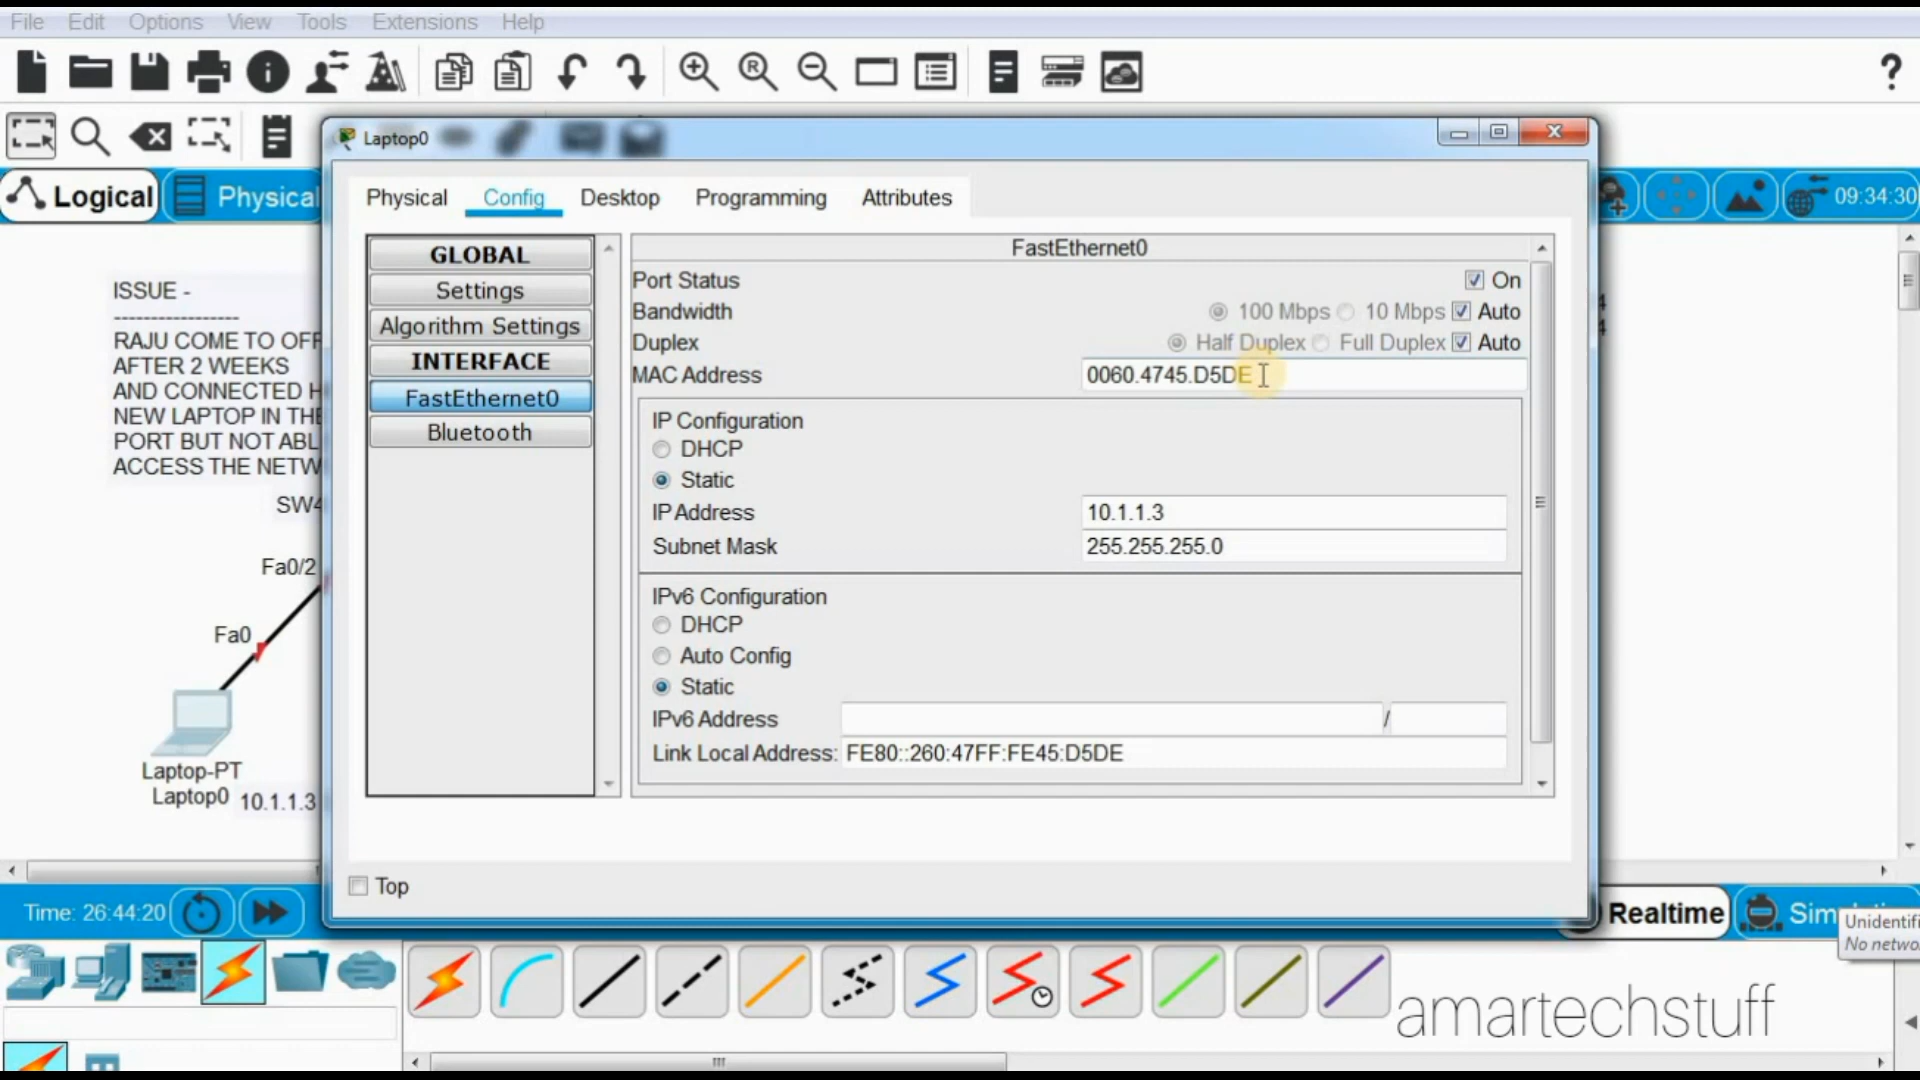 File Edit Options View Tools Extensions Help
Laptop0
Logical
Physical
09:34:30
Physical Config Desktop Programming Attributes
GLOBAL
Settings
Algorithm Settings
INTERFACE
FastEthernet0
Bluetooth
FastEthernet0
Port Status On
Bandwidth 100 Mbps 10 Mbps Auto
Duplex Half Duplex Full Duplex Auto
MAC Address 0060.4745.D5DE
IP Configuration
DHCP
Static
IP Address 10.1.1.3
Subnet Mask 255.255.255.0
IPv6 Configuration
DHCP
Auto Config
Static
IPv6 Address /
Link Local Address: FE80::260:47FF:FE45:D5DE
Top
ISSUE -
----------------
RAJU COME TO OFF
AFTER 2 WEEKS
AND CONNECTED H
NEW LAPTOP IN THE
PORT BUT NOT ABL
ACCESS THE NETW
SW4
Fa0/2
Fa0
Laptop-PT
Laptop0 10.1.1.3
Time: 26:44:20
Realtime
Sim
Unidentifi
No netwo
amartechstuff